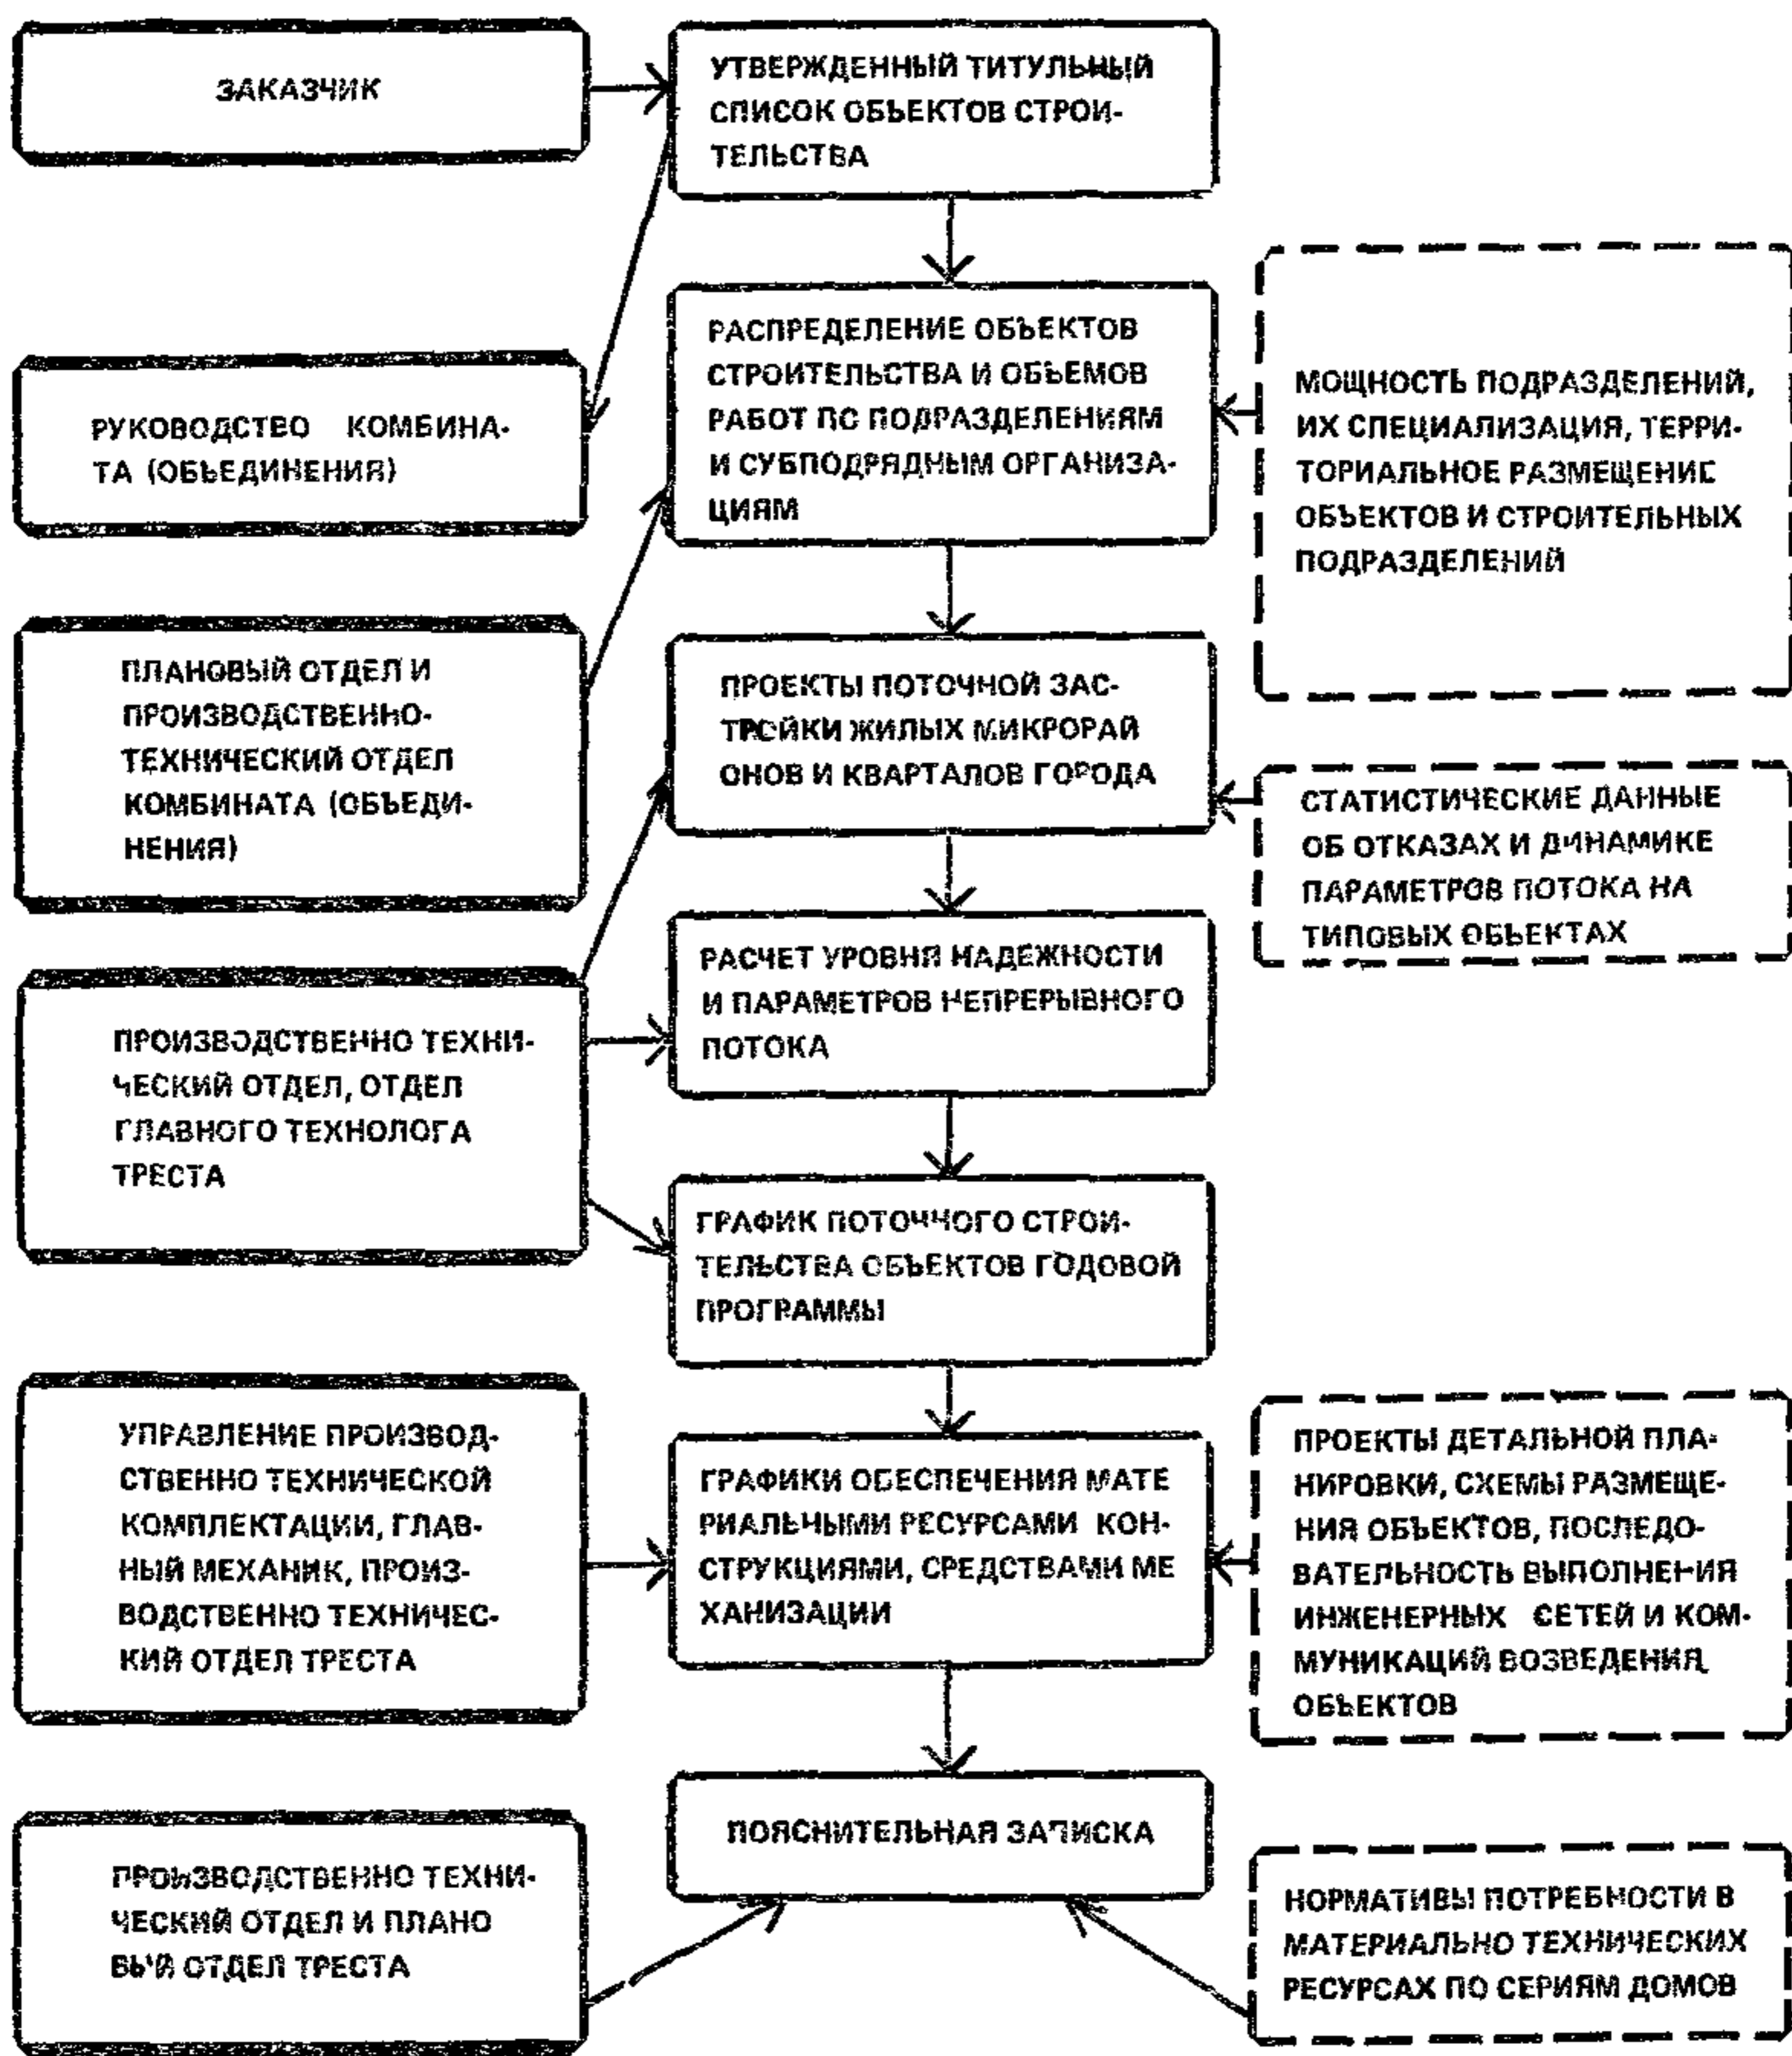 ЗАКАЗЧИК
УТВЕРЖДЕННЫЙ ТИТУЛЬНЫЙ
СПИСОК ОБЪЕКТОВ СТРОИ-
ТЕЛЬСТВА
РУКОВОДСТВО КОМБИНА-
ТА (ОБЪЕДИНЕНИЯ)
РАСПРЕДЕЛЕНИЕ ОБЪЕКТОВ
СТРОИТЕЛЬСТВА И ОБЪЕМОВ
РАБОТ ПО ПОДРАЗДЕЛЕНИЯМ
И СУБПОДРЯДНЫМ ОРГАНИЗА-
ЦИЯМ
МОЩНОСТЬ ПОДРАЗДЕЛЕНИЙ,
ИХ СПЕЦИАЛИЗАЦИЯ, ТЕРРИ-
ТОРИАЛЬНОЕ РАЗМЕЩЕНИЕ
ОБЪЕКТОВ И СТРОИТЕЛЬНЫХ
ПОДРАЗДЕЛЕНИЙ
ПЛАНОВЫЙ ОТДЕЛ И
ПРОИЗВОДСТВЕННО-
ТЕХНИЧЕСКИЙ ОТДЕЛ
КОМБИНАТА (ОБЪЕДИ-
НЕНИЯ)
ПРОЕКТЫ ПОТОЧНОЙ ЗАС-
ТРОЙКИ ЖИЛЫХ МИКРОРАЙ
ОНОВ И КВАРТАЛОВ ГОРОДА
СТАТИСТИЧЕСКИЕ ДАННЫЕ
ОБ ОТКАЗАХ И ДИНАМИКЕ
ПАРАМЕТРОВ ПОТОКА НА
ТИПОВЫХ ОБЪЕКТАХ
ПРОИЗВОДСТВЕННО ТЕХНИ-
ЧЕСКИЙ ОТДЕЛ, ОТДЕЛ
ГЛАВНОГО ТЕХНОЛОГА
ТРЕСТА
РАСЧЕТ УРОВНЯ НАДЕЖНОСТИ
И ПАРАМЕТРОВ НЕПРЕРЫВНОГО
ПОТОКА
ГРАФИК ПОТОЧНОГО СТРОИ-
ТЕЛЬСТВА ОБЪЕКТОВ ГОДОВОЙ
ПРОГРАММЫ
УПРАВЛЕНИЕ ПРОИЗВОД-
СТВЕННО ТЕХНИЧЕСКОЙ
КОМПЛЕКТАЦИИ, ГЛАВ-
НЫЙ МЕХАНИК, ПРОИЗ-
ВОДСТВЕННО ТЕХНИЧЕС-
КИЙ ОТДЕЛ ТРЕСТА
ГРАФИКИ ОБЕСПЕЧЕНИЯ МАТЕ
РИАЛЬНЫМИ РЕСУРСАМИ КОН-
СТРУКЦИЯМИ, СРЕДСТВАМИ МЕ
ХАНИЗАЦИИ
ПРОЕКТЫ ДЕТАЛЬНОЙ ПЛА-
НИРОВКИ, СХЕМЫ РАЗМЕЩЕ-
НИЯ ОБЪЕКТОВ, ПОСЛЕДО-
ВАТЕЛЬНОСТЬ ВЫПОЛНЕНИЯ
ИНЖЕНЕРНЫХ СЕТЕЙ И КОМ-
МУНИКАЦИЙ ВОЗВЕДЕНИЯ
ОБЪЕКТОВ
ПОЯСНИТЕЛЬНАЯ ЗАПИСКА
ПРОИЗВОДСТВЕННО ТЕХНИ-
ЧЕСКИЙ ОТДЕЛ И ПЛАНО
ВЫЙ ОТДЕЛ ТРЕСТА
НОРМАТИВЫ ПОТРЕБНОСТИ В
МАТЕРИАЛЬНО ТЕХНИЧЕСКИХ
РЕСУРСАХ ПО СЕРИЯМ ДОМОВ